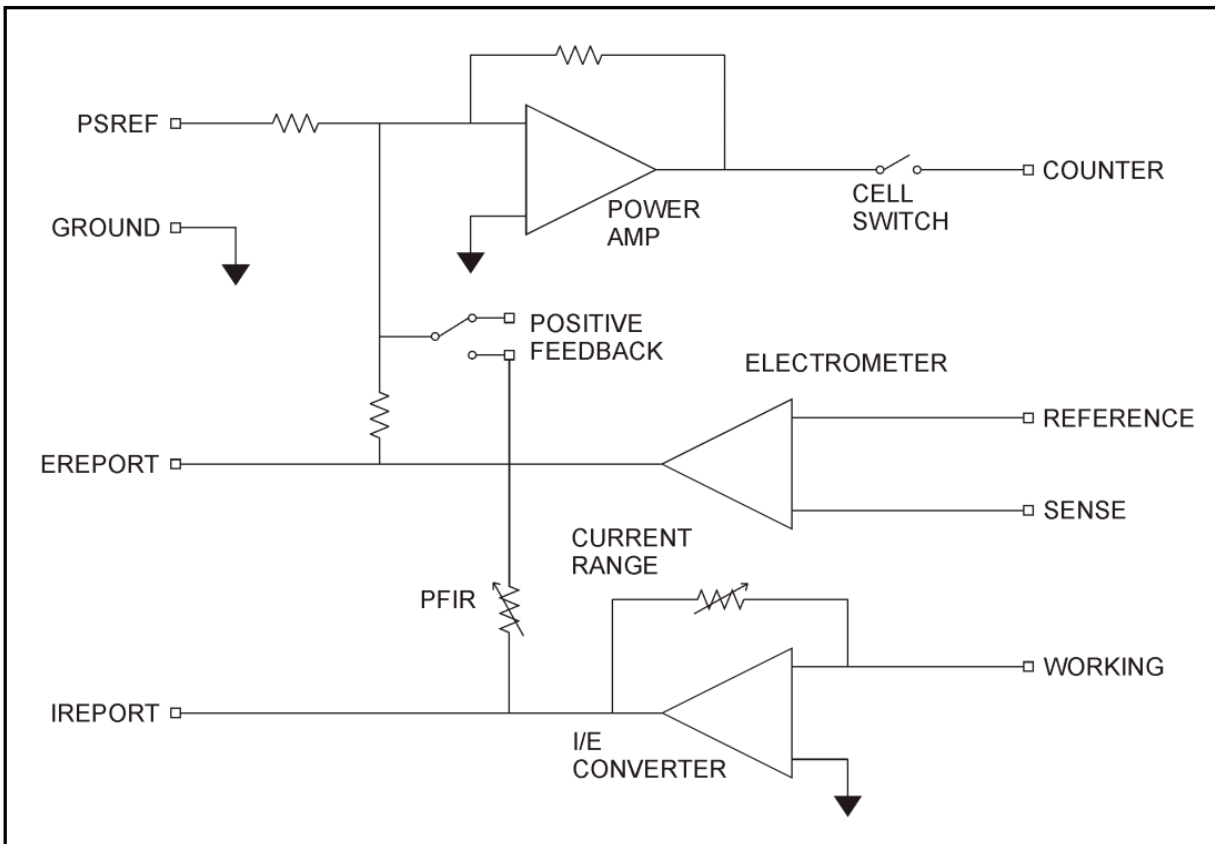 PSREF
COUNTER
POWER
AMP
CELL
SWITCH
GROUND
POSITIVE
FEEDBACK
ELECTROMETER
REFERENCE
EREPORT
SENSE
CURRENT
RANGE
PFIR
WORKING
IREPORT
I/E
CONVERTER